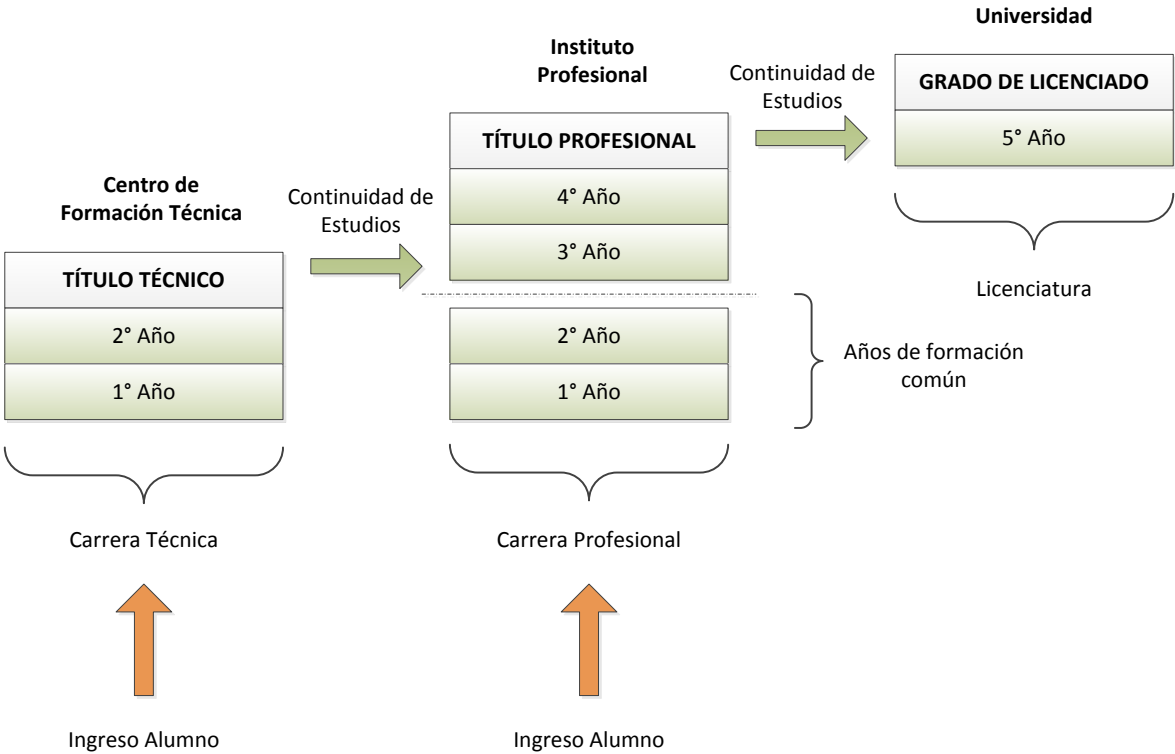 Centro de
Formación Técnica
TÍTULO TÉCNICO
2° Año
1° Año
Carrera Técnica
Ingreso Alumno
Continuidad de
Estudios
Instituto
Profesional
TÍTULO PROFESIONAL
4° Año
3° Año
2° Año
1° Año
Carrera Profesional
Ingreso Alumno
Años de formación
común
Continuidad de
Estudios
Universidad
GRADO DE LICENCIADO
5° Año
Licenciatura